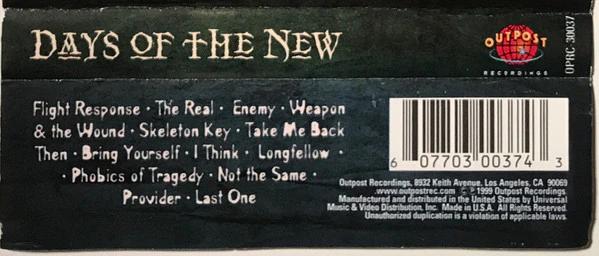 DAYS OF THE NEW
OUTPOST
RECORDINGS
OPRC-30037
Flight Response · The Real · Enemy · Weapon
& the Wound · Skeleton Key · Take Me Back
Then · Bring Yourself · I Think · Longfellow ·
· Phobics of Tragedy · Not the Same ·
Provider · Last One
6 07703 00374 3
Outpost Recordings, 8932 Keith Avenue, Los Angeles, CA 90069
.www.outpostrec.com © ℗ 1999 Outpost Recordings.
Manufactured and distributed in the United States by Universal
Music & Video Distribution, Inc. Made in U.S.A. All Rights Reserved.
Unauthorized duplication is a violation of applicable laws.